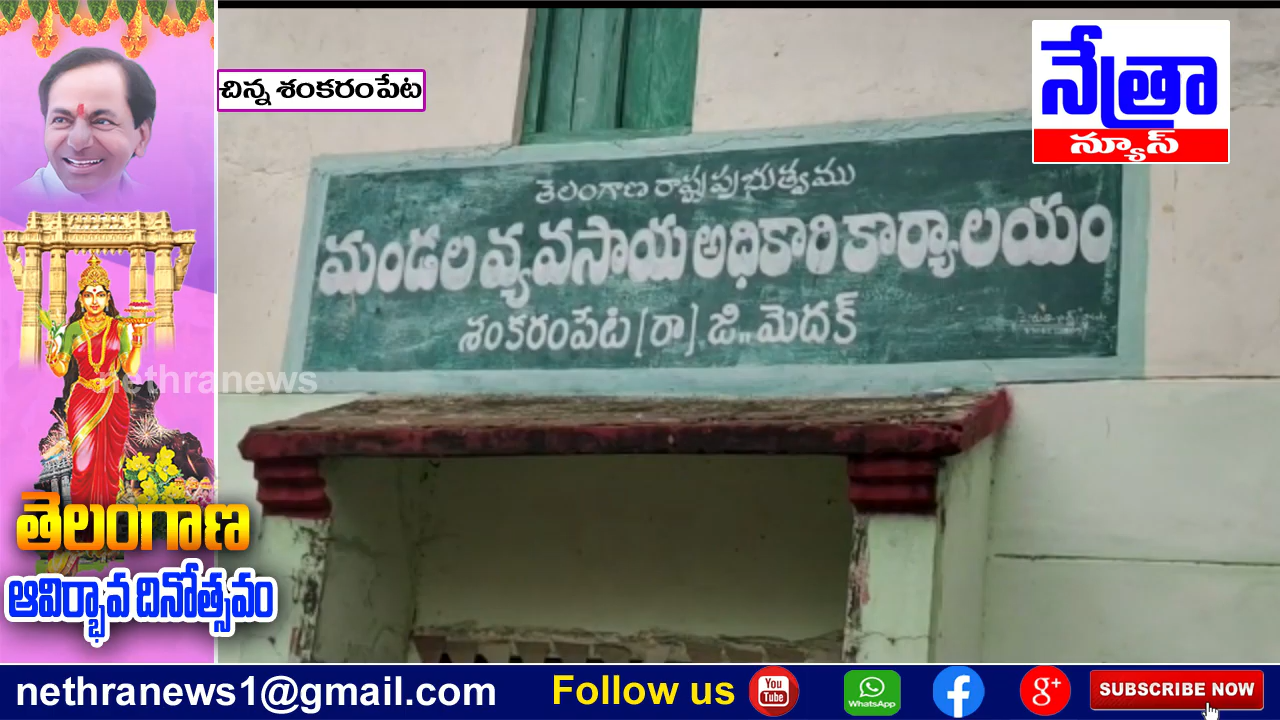 చిన్న శంకరంపేట
నేత్రా
న్యూస్
తెలంగాణ రాష్ట్ర ప్రభుత్వము
మండల వ్యవసాయ అధికారి కార్యాలయం
శంకరంపేట (రా) జి.. మెదక్
nethranews
తెలంగాణ
ఆవిర్భావ దినోత్సవం
nethranews1@gmail.com
Follow us
You
Tube
WhatsApp
f
g+
SUBSCRIBE NOW